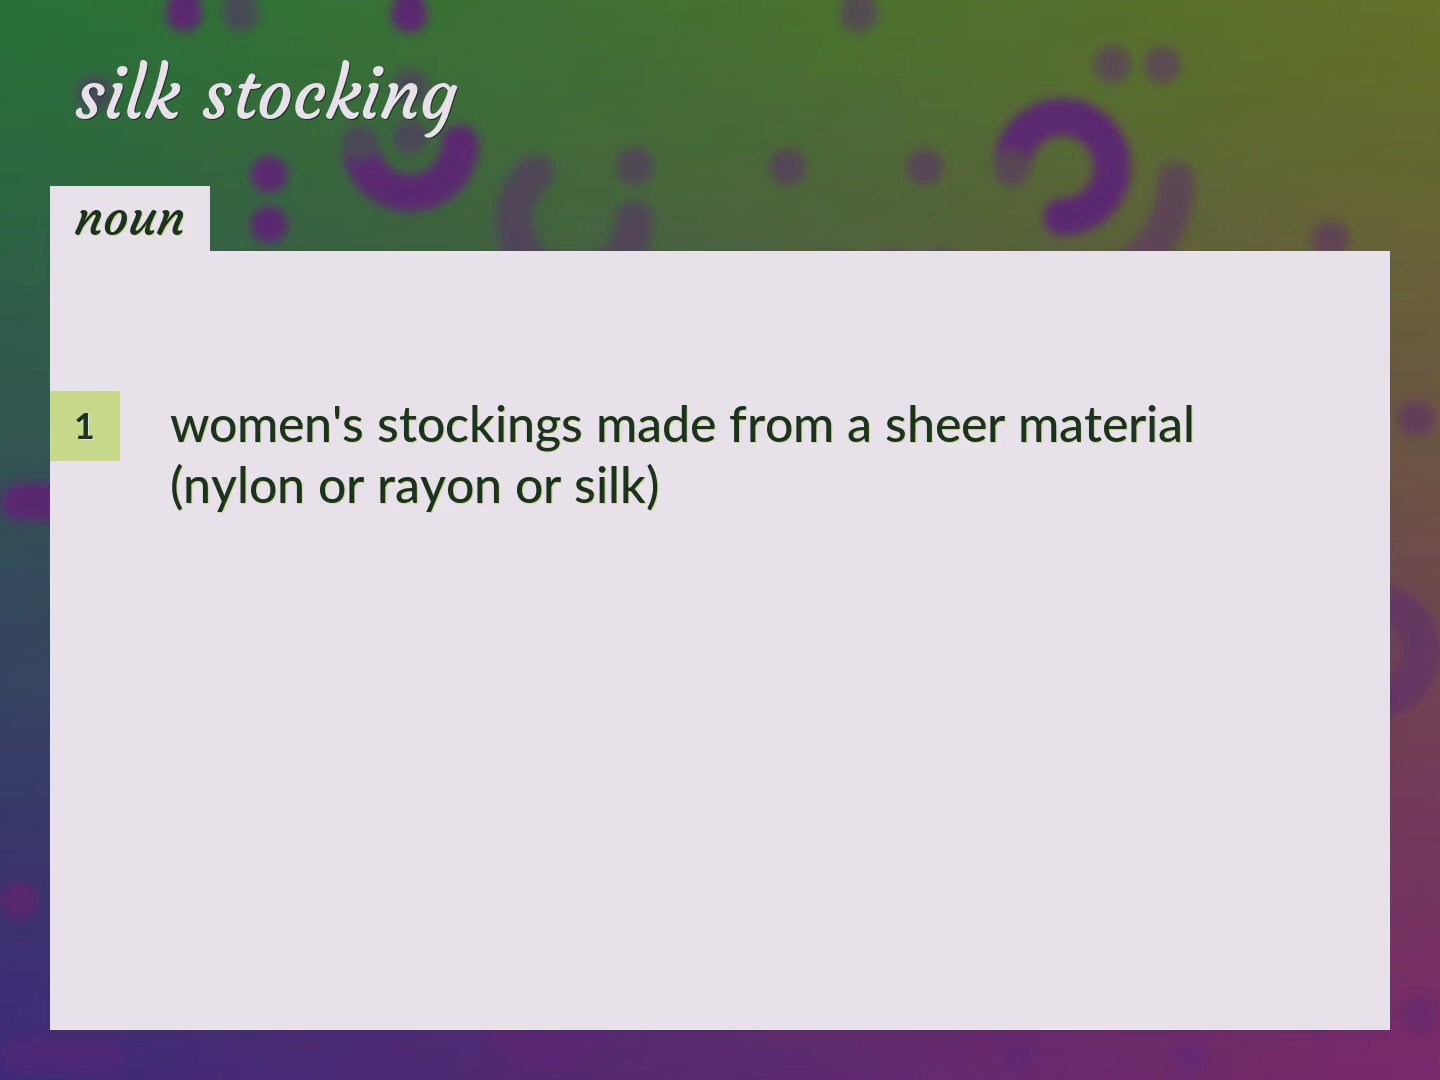 silk stocking
noun
1
women's stockings made from a sheer material
(nylon or rayon or silk)